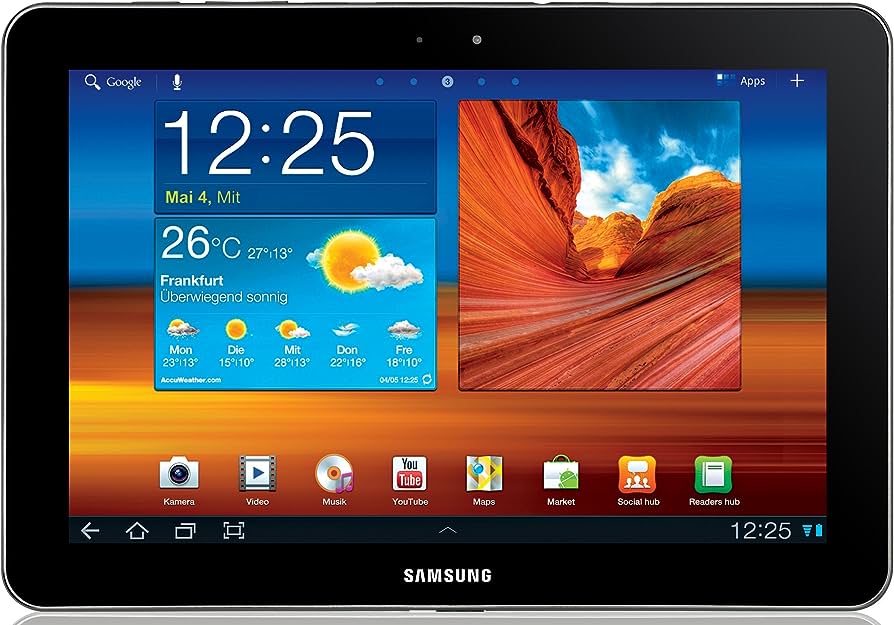 Google
3
Apps
12:25
Mai 4, Mit
26°C 27°/13°
Frankfurt
Überwiegend sonnig
Mon Die Mit Don Fre
23°/13° 15°/10° 28°/13° 22°/16° 18°/10°
AccuWeather.com 04/05 12:25
Kamera Video Musik You Tube YouTube Maps Market Social hub Readers hub
12:25
SAMSUNG